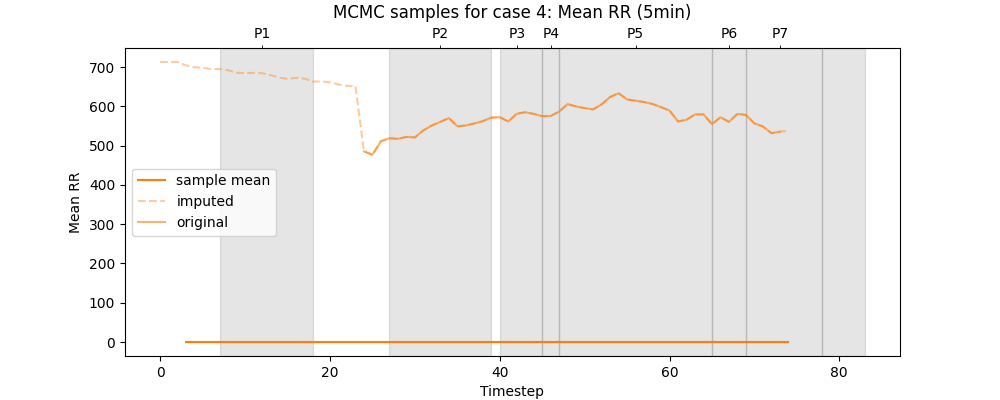 MCMC samples for case 4: Mean RR (5min)
P1 P2 P3 P4 P5 P6 P7
700
600
500
400
300
200
100
0
Mean RR
sample mean
imputed
original
0 20 40 60 80
Timestep